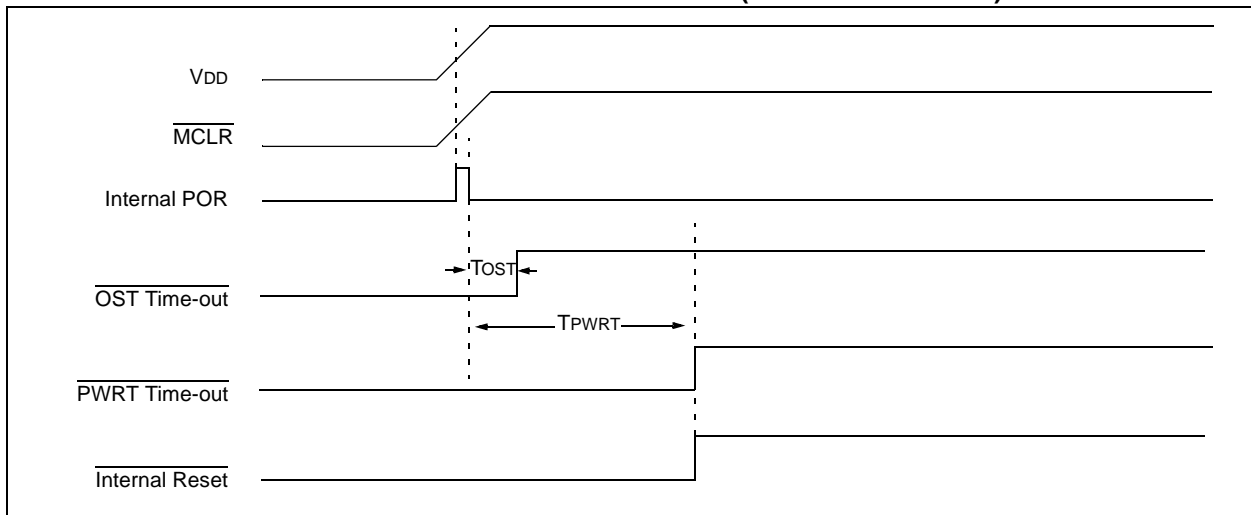 VDD
MCLR
Internal POR
TOST
OST Time-out
TPWRT
PWRT Time-out
Internal Reset